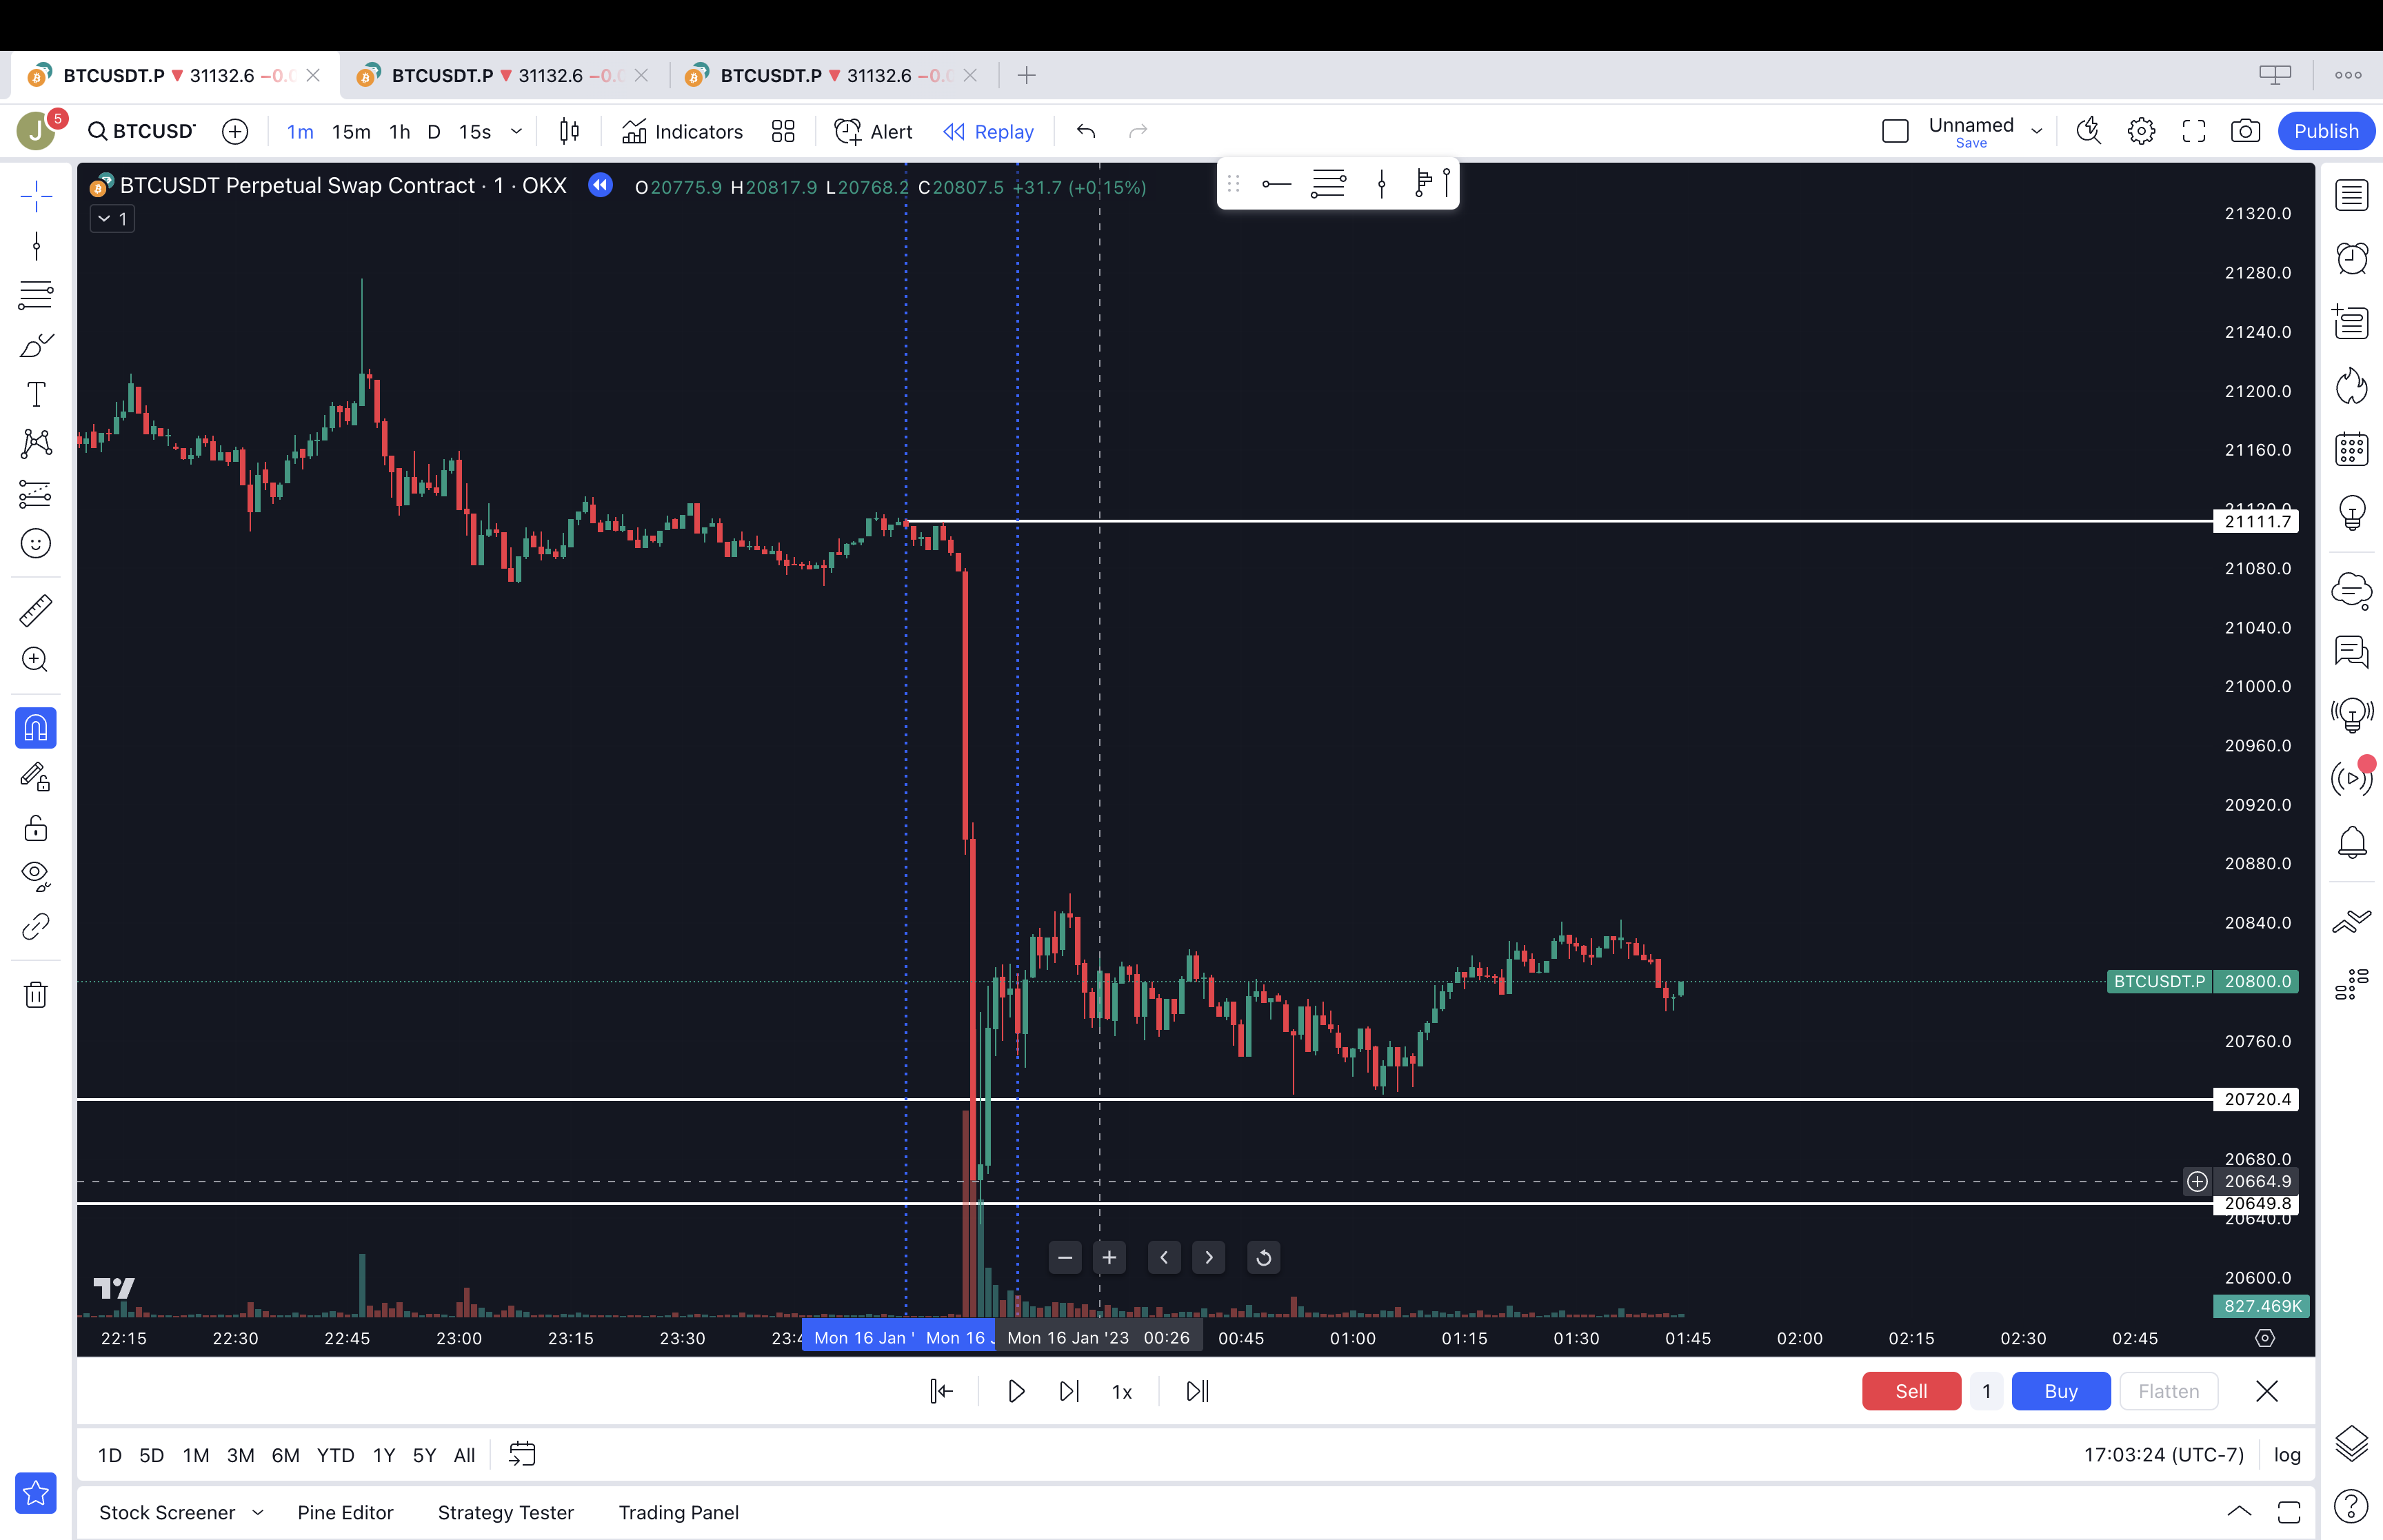 BTCUSDT.P 31132.6 −0.0 BTCUSDT.P 31132.6 −0.0 BTCUSDT.P 31132.6 −0.0
J 5 BTCUSD 1m 15m 1h D 15s Indicators Alert Replay Unnamed Save Publish
BTCUSDT Perpetual Swap Contract · 1 · OKX O20775.9 H20817.9 L20768.2 C20807.5 +31.7 (+0.15%)
1
21320.0
21280.0
21240.0
21200.0
21160.0
21111.7
21080.0
21040.0
21000.0
20960.0
20920.0
20880.0
20840.0
BTCUSDT.P 20800.0
20760.0
20720.4
20680.0
20664.9
20649.8
20640.0
20600.0
827.469K
22:15 22:30 22:45 23:00 23:15 23:30 23:4 Mon 16 Jan ' Mon 16 J Mon 16 Jan '23 00:26 00:45 01:00 01:15 01:30 01:45 02:00 02:15 02:30 02:45
1x Sell 1 Buy Flatten
1D 5D 1M 3M 6M YTD 1Y 5Y All 17:03:24 (UTC-7) log
Stock Screener Pine Editor Strategy Tester Trading Panel